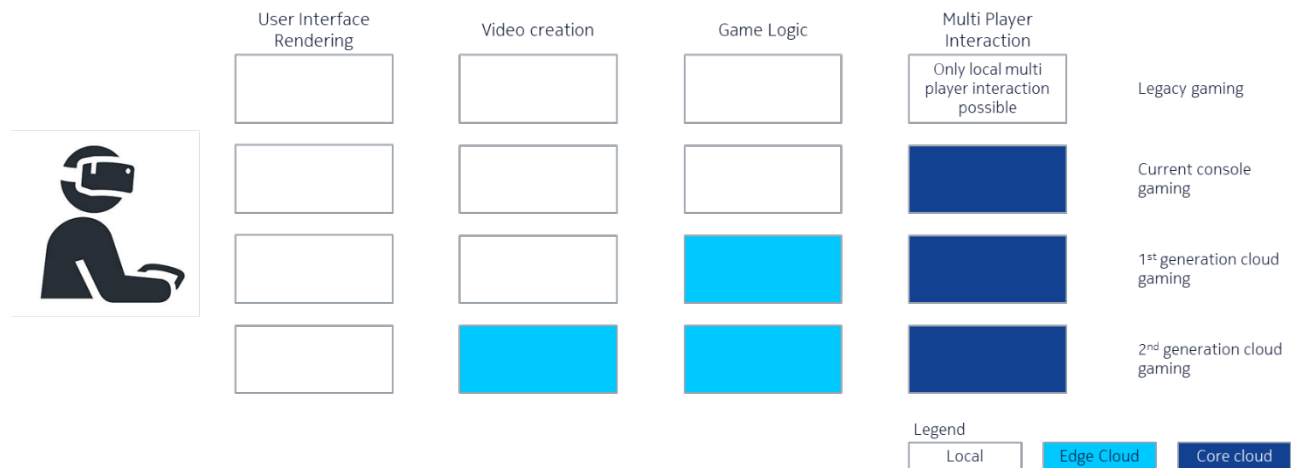 User Interface
Rendering
Video creation
Game Logic
Multi Player
Interaction
Only local multi
player interaction
possible
Legacy gaming
Current console
gaming
1st generation cloud
gaming
2nd generation cloud
gaming
Legend
Local
Edge Cloud
Core cloud